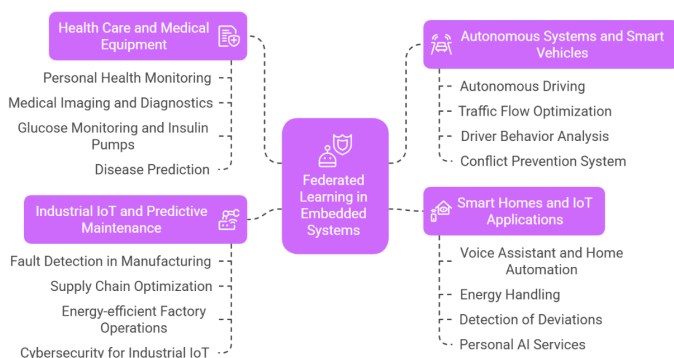 Health Care and Medical
Equipment
Personal Health Monitoring
Medical Imaging and Diagnostics
Glucose Monitoring and Insulin
Pumps
Disease Prediction
Industrial IoT and Predictive
Maintenance
Fault Detection in Manufacturing
Supply Chain Optimization
Energy-efficient Factory
Operations
Cybersecurity for Industrial IoT
Federated
Learning in
Embedded
Systems
Autonomous Systems and Smart
Vehicles
Autonomous Driving
Traffic Flow Optimization
Driver Behavior Analysis
Conflict Prevention System
Smart Homes and IoT
Applications
Voice Assistant and Home
Automation
Energy Handling
Detection of Deviations
Personal AI Services